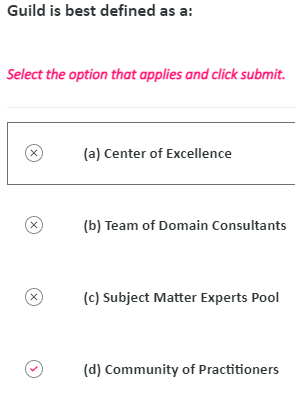 Guild is best defined as a:
Select the option that applies and click submit.
(a) Center of Excellence
(b) Team of Domain Consultants
(c) Subject Matter Experts Pool
(d) Community of Practitioners